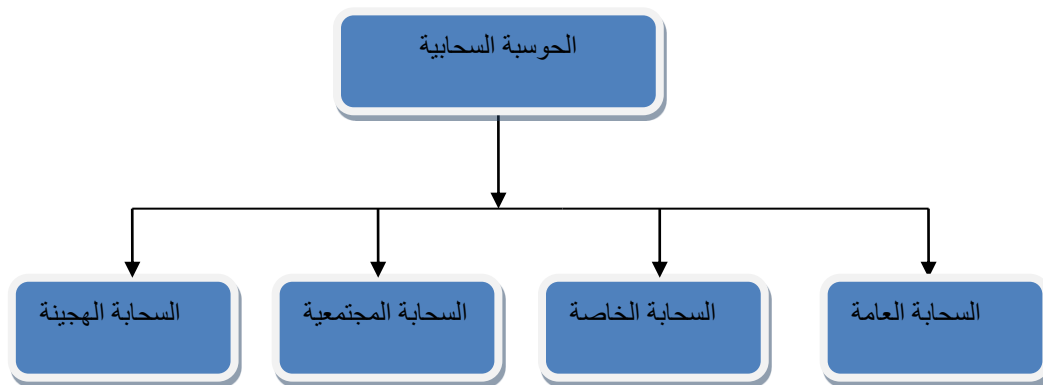 الحوسبة السحابية
السحابة العامة
السحابة الخاصة
السحابة المجتمعية
السحابة الهجينة